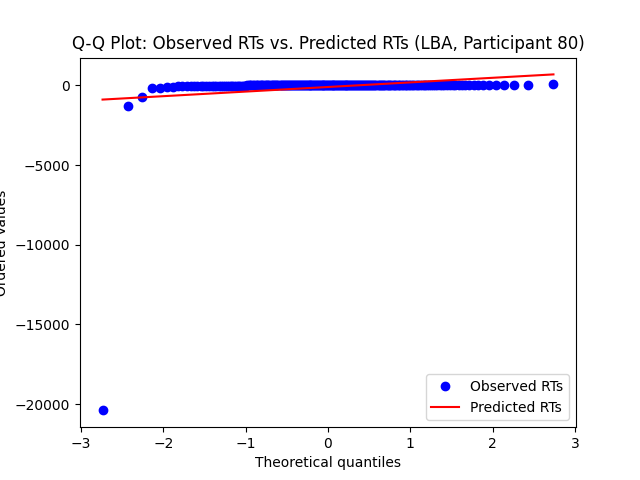 Q-Q Plot: Observed RTs vs. Predicted RTs (LBA, Participant 80)
0
−5000
−10000
−15000
−20000
Ordered Values
−3
−2
−1
0
1
2
3
Theoretical quantiles
Observed RTs
Predicted RTs